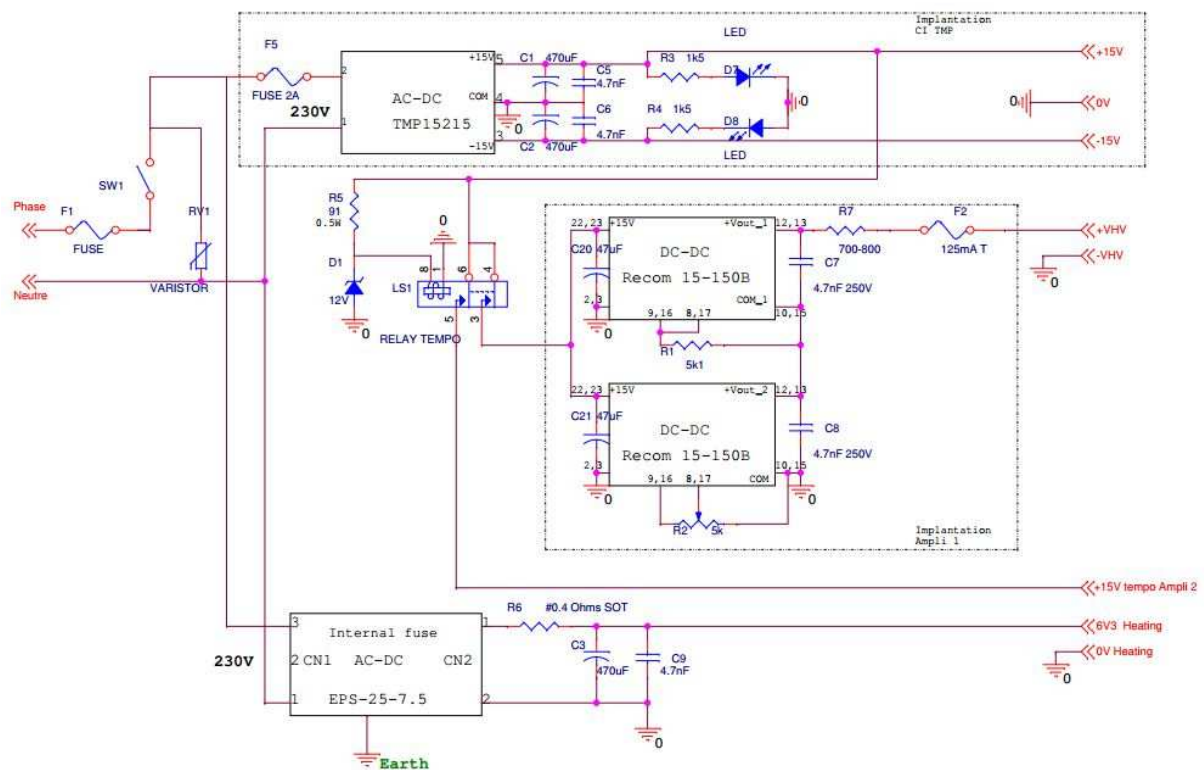 Implantation
CI TMP
LED
F5
FUSE 2A
230V
2
1
AC-DC
TMP15215
+15V
COM
-15V
5
4
3
C1
470uF
C5
4.7nF
C6
4.7nF
C2
470uF
0
R3 1k5
D7
R4 1k5
D8
LED
0
+15V
0
0V
-15V
Phase
F1
FUSE
SW1
RV1
VARISTOR
Neutre
R5
91
0.5W
D1
12V
0
0
8
1
6
4
LS1
5
3
RELAY TEMPO
22,23
+15V
C20 47uF
2,3
0
DC-DC
Recom 15-150B
+Vout_1
12,13
COM_1
10,15
9,16
8,17
R1
5k1
R7
700-800
F2
125mA T
C7
4.7nF 250V
+VHV
-VHV
0
22,23
+15V
C21 47uF
2,3
0
DC-DC
Recom 15-150B
+Vout_2
12,13
COM
10,15
9,16
8,17
R2
5k
C8
4.7nF 250V
0
Implantation
Ampli 1
+15V tempo Ampli 2
230V
3
2
1
Internal fuse
CN1
AC-DC
CN2
EPS-25-7.5
1
2
R6
#0.4 Ohms SOT
C3
470uF
C9
4.7nF
0
6V3 Heating
0V Heating
0
Earth